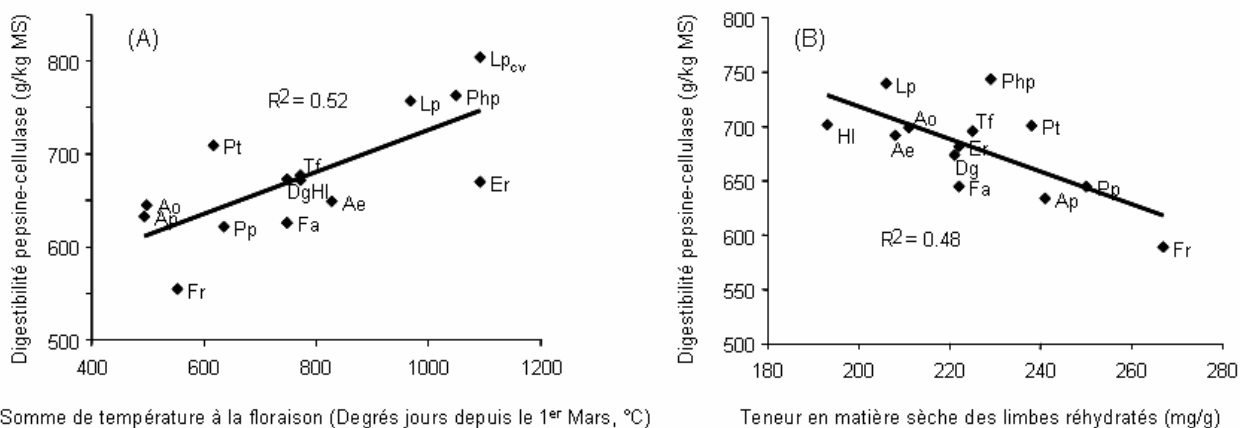 (A)
Digestibilité pepsine-cellulase (g/kg MS)
800
700
600
500
400
600
800
1000
1200
R2 = 0.52
Lpcv
Php
Lp
Pt
Tf
DgHl
Er
Ae
Ao
Ap
Pp
Fa
Fr
Somme de température à la floraison (Degrés jours depuis le 1er Mars, °C)
(B)
Digestibilité pepsine-cellulase (g/kg MS)
800
750
700
650
600
550
500
180
200
220
240
260
280
Lp
Php
Ao
Hl
Ae
Tf
Pt
Er
Dg
Fa
Pp
Ap
Fr
R2 = 0.48
Teneur en matière sèche des limbes réhydratés (mg/g)